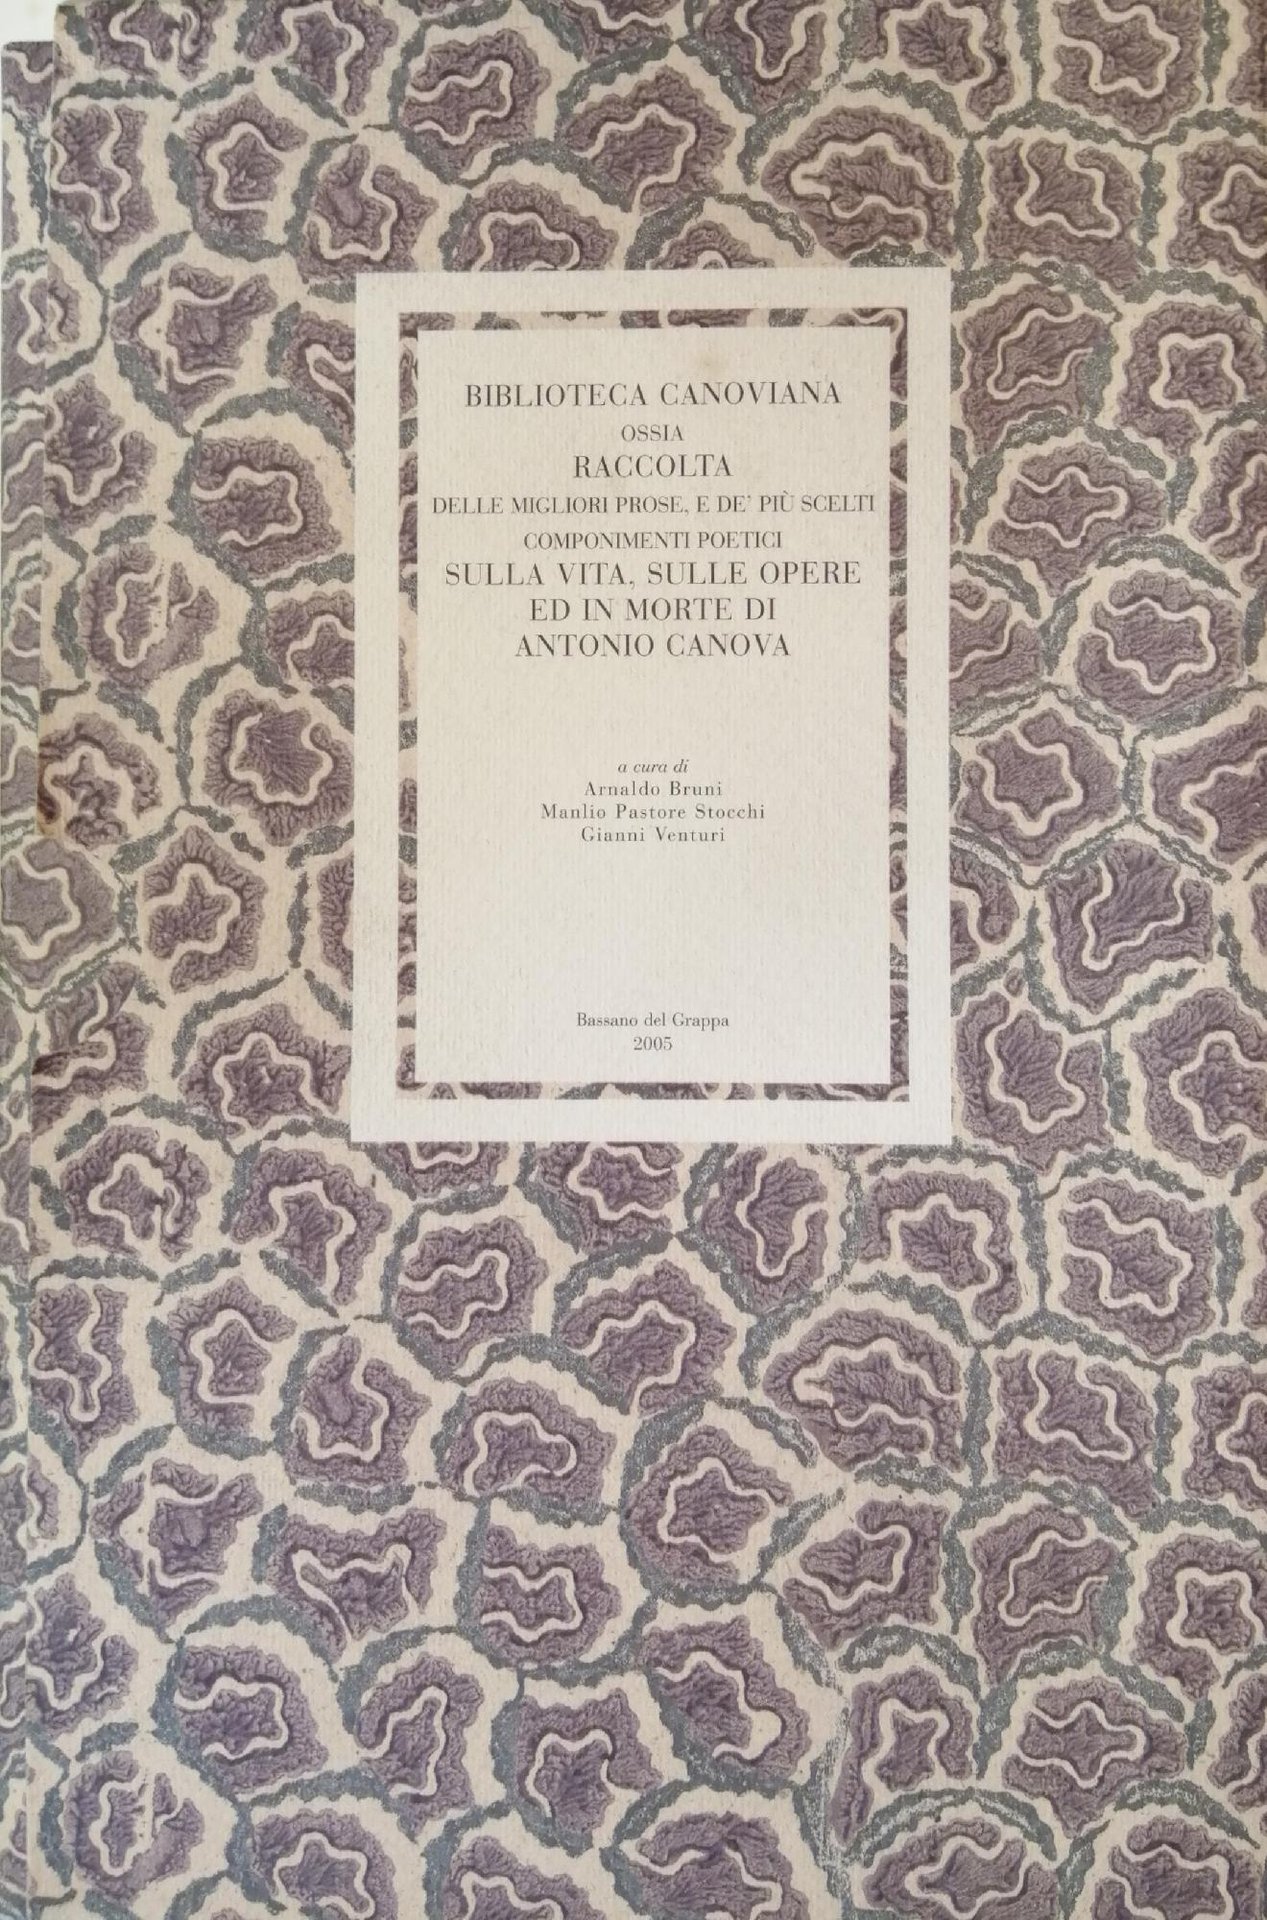 BIBLIOTECA CANOVIANA
OSSIA
RACCOLTA
DELLE MIGLIORI PROSE, E DE' PIÙ SCELTI
COMPONIMENTI POETICI
SULLA VITA, SULLE OPERE
ED IN MORTE DI
ANTONIO CANOVA
a cura di
Arnaldo Bruni
Manlio Pastore Stocchi
Gianni Venturi
Bassano del Grappa
2005